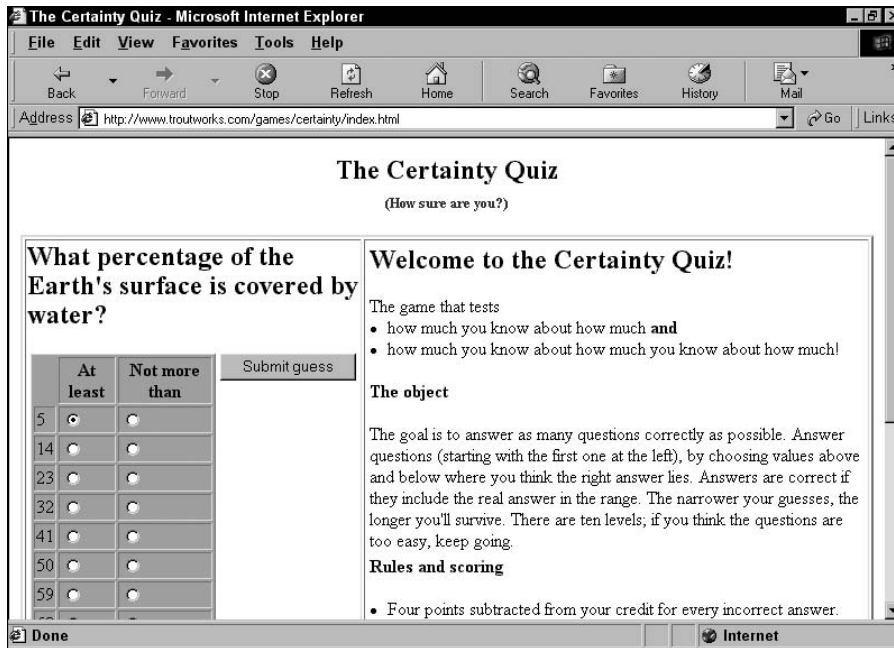 The Certainty Quiz - Microsoft Internet Explorer
File Edit View Favorites Tools Help
Back Forward Stop Refresh Home Search Favorites History Mail
Address http://www.troutworks.com/games/certainty/index.html Go Links
The Certainty Quiz
(How sure are you?)
What percentage of the
Earth's surface is covered by
water?
At least Not more than
Submit guess
5
14
23
32
41
50
59
Welcome to the Certainty Quiz!
The game that tests
• how much you know about how much and
• how much you know about how much you know about how much!
The object
The goal is to answer as many questions correctly as possible. Answer
questions (starting with the first one at the left), by choosing values above
and below where you think the right answer lies. Answers are correct if
they include the real answer in the range. The narrower your guesses, the
longer you'll survive. There are ten levels; if you think the questions are
too easy, keep going.
Rules and scoring
• Four points subtracted from your credit for every incorrect answer.
Done Internet